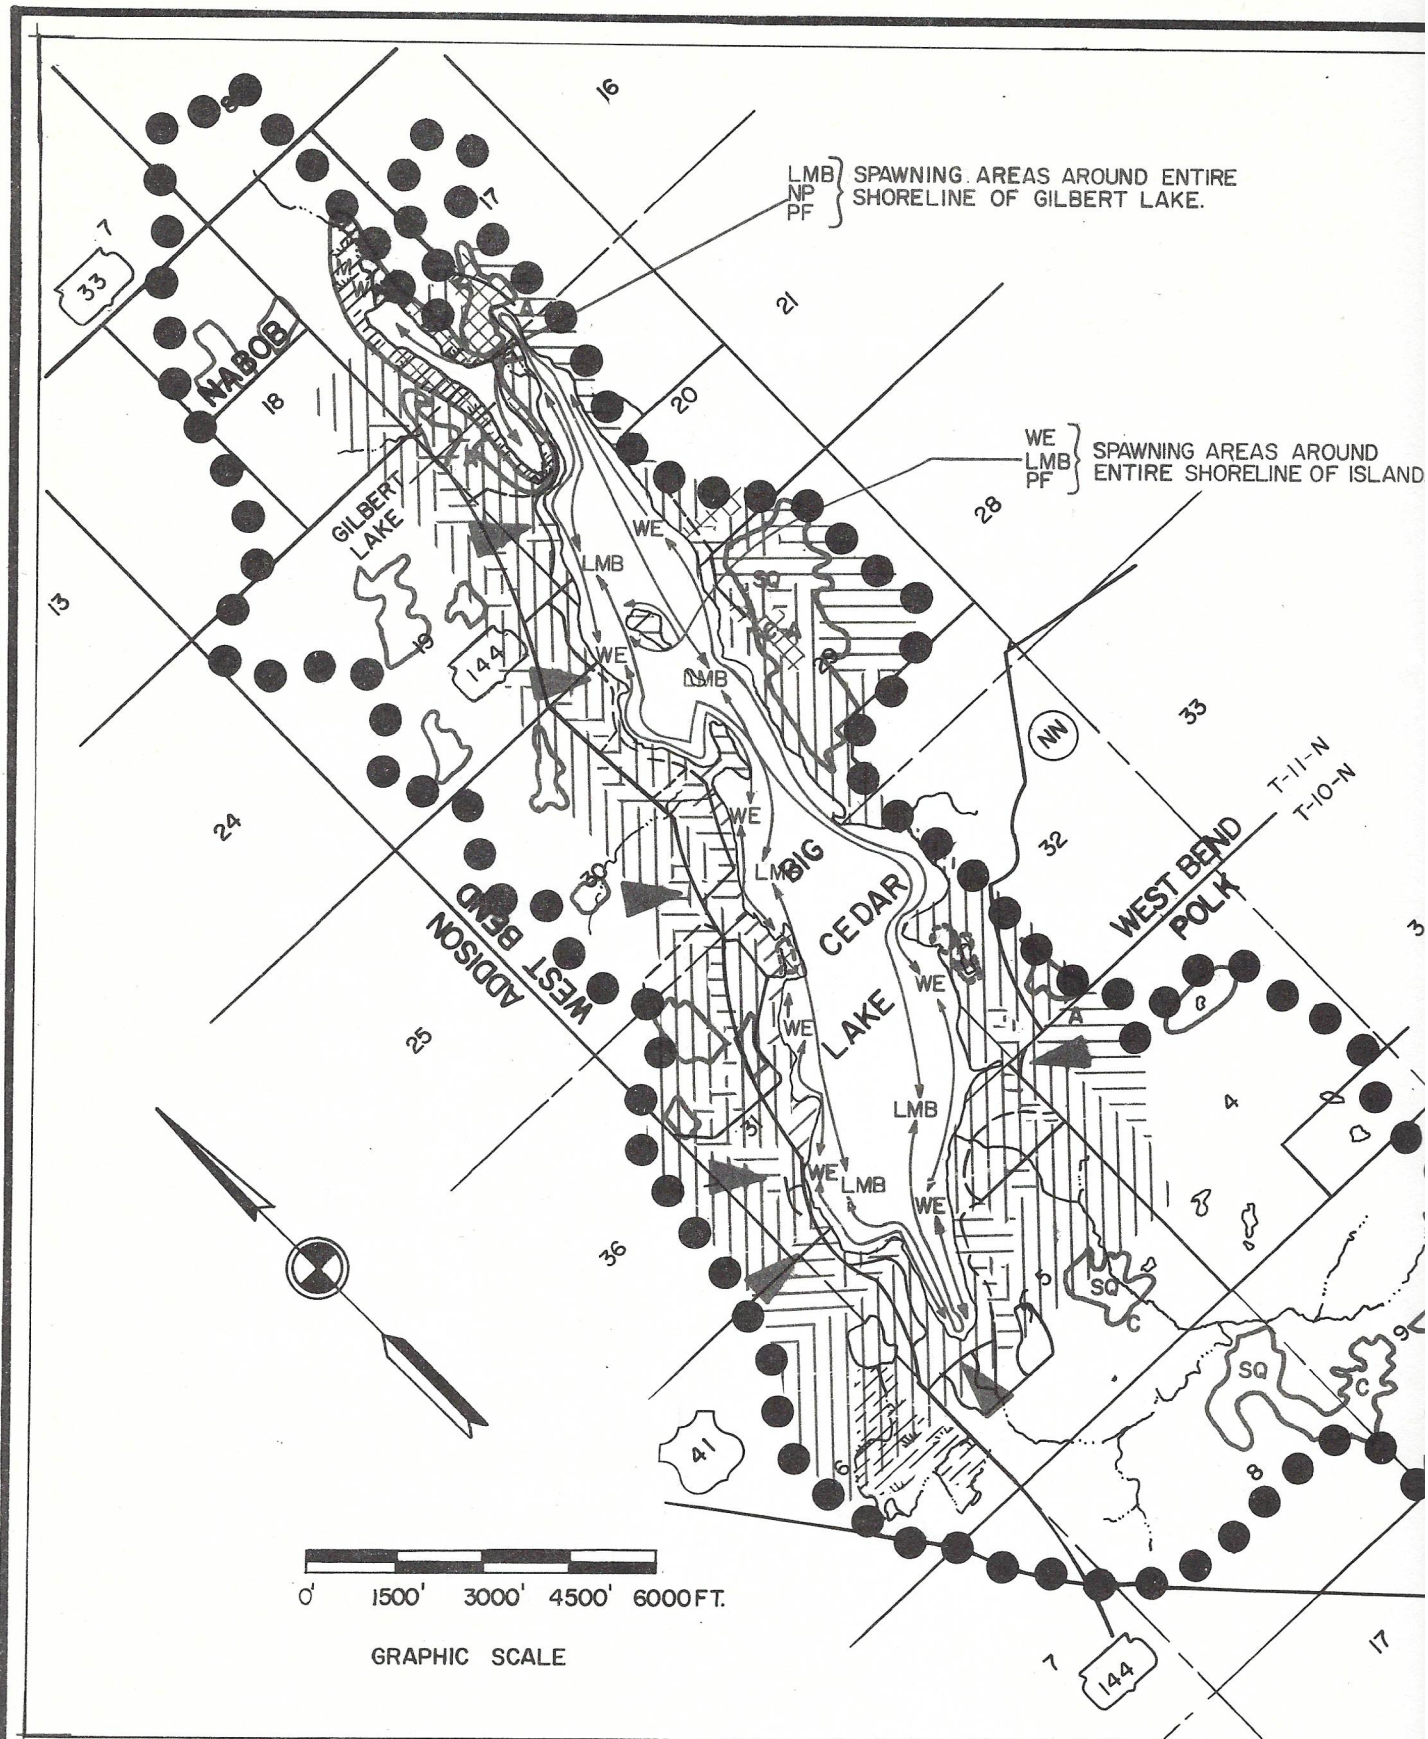 8
16
17
7
33
LMB
NP
PF
SPAWNING AREAS AROUND ENTIRE
SHORELINE OF GILBERT LAKE.
21
A
NABOB
18
20
WE
LMB
PF
SPAWNING AREAS AROUND
ENTIRE SHORELINE OF ISLAND
28
GILBERT
LAKE
WE
LMB
SQ
13
19
144
WE
LMB
C-A
29
33
NN
T-11-N
T-10-N
24
30
WE
LMB
BIG
CEDAR
LAKE
32
WEST BEND
POLK
ADDISON
WEST BEND
3
WE
WE
A
B
25
31
LMB
4
WE
LMB
WE
36
5
SQ
C
9
SQ
C
41
6
8
0' 1500' 3000' 4500' 6000FT.
GRAPHIC SCALE
7
144
17